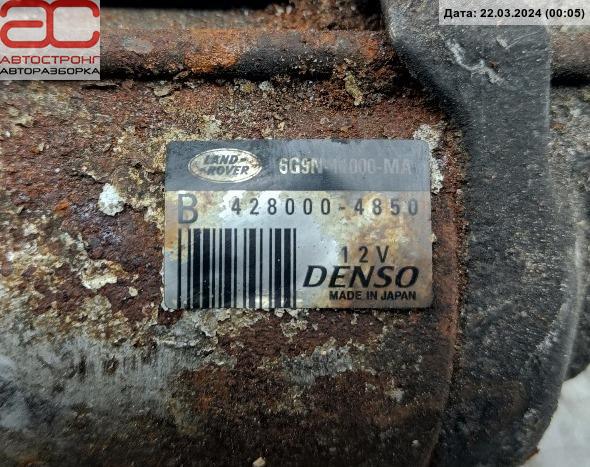 Дата: 22.03.2024 (00:05)
АС
АВТОСТРОНГ
АВТОРАЗБОРКА
LAND-
-ROVER
6G9N-11000-MA
B 428000-4850
12V
DENSO
MADE IN JAPAN